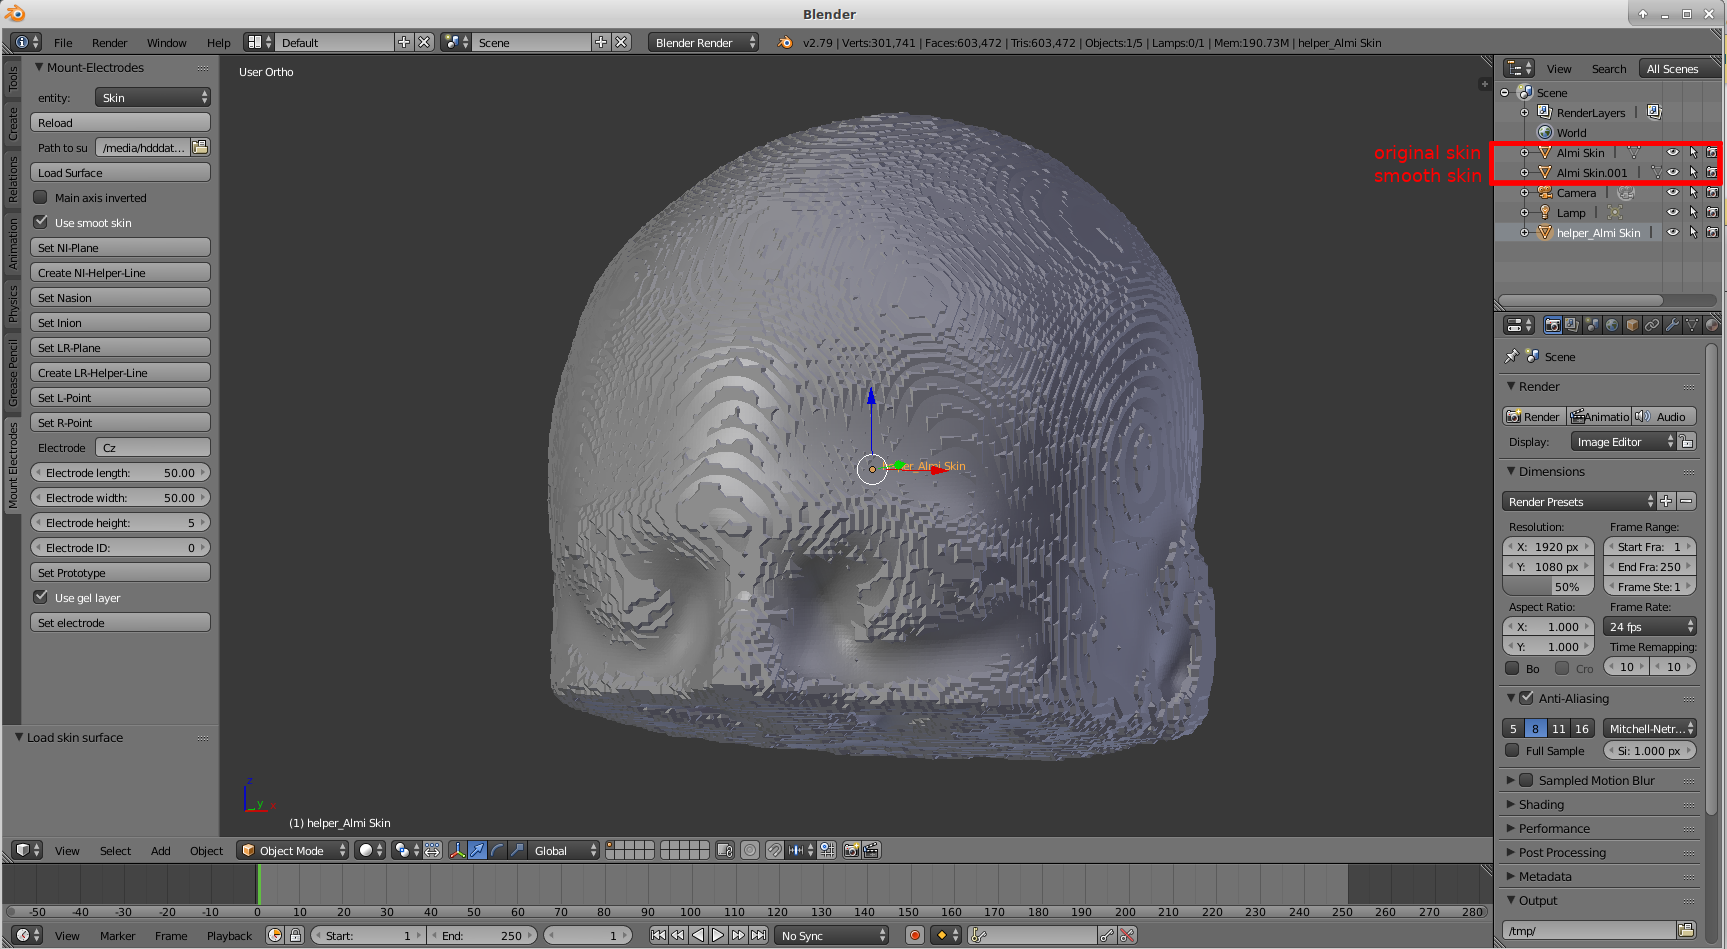 Blender
File Render Window Help Default Scene Blender Render v2.79 | Verts:301,741 | Faces:603,472 | Tris:603,472 | Objects:1/5 | Lamps:0/1 | Mem:190.73M | helper_Almi Skin
Tools
Create
Relations
Animation
Physics
Grease Pencil
Mount Electrodes
Mount-Electrodes
entity: Skin
Reload
Path to su /media/hdddat...
Load Surface
Main axis inverted
Use smoot skin
Set NI-Plane
Create NI-Helper-Line
Set Nasion
Set Inion
Set LR-Plane
Create LR-Helper-Line
Set L-Point
Set R-Point
Electrode Cz
Electrode length: 50.00
Electrode width: 50.00
Electrode height: 5
Electrode ID: 0
Set Prototype
Use gel layer
Set electrode
Load skin surface
User Ortho
helper_Almi Skin
z
y
x
(1) helper_Almi Skin
original skin
smooth skin
View Search All Scenes
Scene
RenderLayers |
World
Almi Skin |
Almi Skin.001 |
Camera |
Lamp |
helper_Almi Skin |
Scene
Render
Render Animatio Audio
Display: Image Editor
Dimensions
Render Presets
Resolution: Frame Range:
X: 1920 px Start Fra: 1
Y: 1080 px End Fra: 250
50% Frame Ste: 1
Aspect Ratio: Frame Rate:
X: 1.000 24 fps
Y: 1.000 Time Remapping:
Bo Cro 10 10
Anti-Aliasing
5 8 11 16 Mitchell-Netr...
Full Sample Si: 1.000 px
Sampled Motion Blur
Shading
Performance
Post Processing
Metadata
Output
/tmp/
View Select Add Object Object Mode Global
-50 -40 -30 -20 -10 0 10 20 30 40 50 60 70 80 90 100 110 120 130 140 150 160 170 180 190 200 210 220 230 240 250 260 270 280
View Marker Frame Playback Start: 1 End: 250 1 No Sync